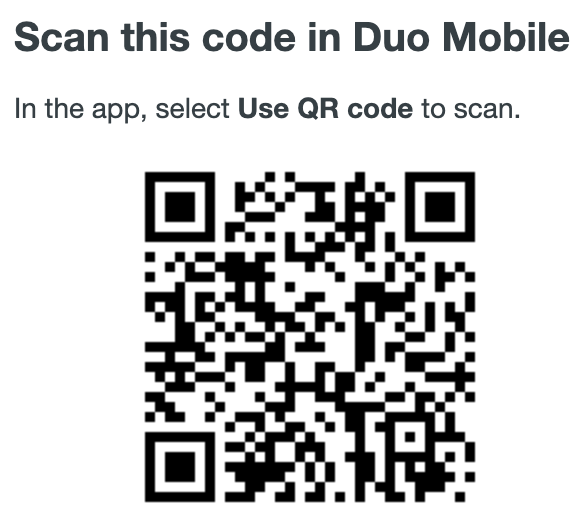 Scan this code in Duo Mobile
In the app, select Use QR code to scan.